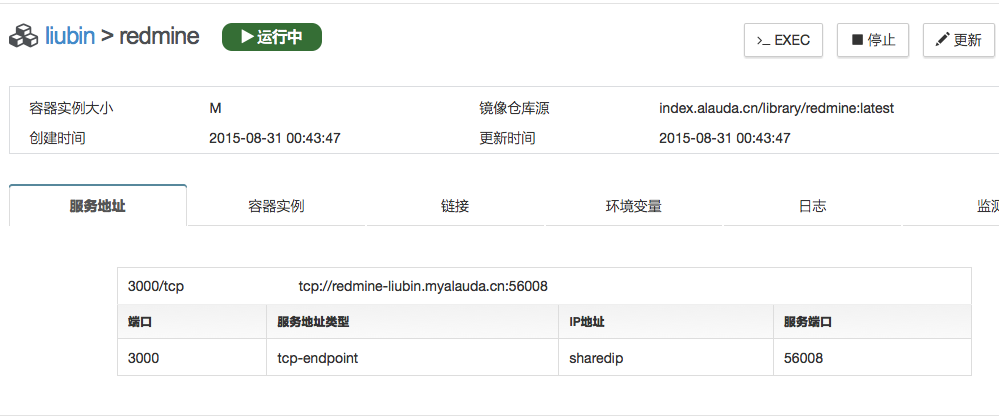 liubin > redmine 运行中 >_ EXEC 停止 更新
容器实例大小 M 镜像仓库源 index.alauda.cn/library/redmine:latest
创建时间 2015-08-31 00:43:47 更新时间 2015-08-31 00:43:47
服务地址 容器实例 链接 环境变量 日志 监测
3000/tcp tcp://redmine-liubin.myalauda.cn:56008
端口 服务地址类型 IP地址 服务端口
3000 tcp-endpoint sharedip 56008